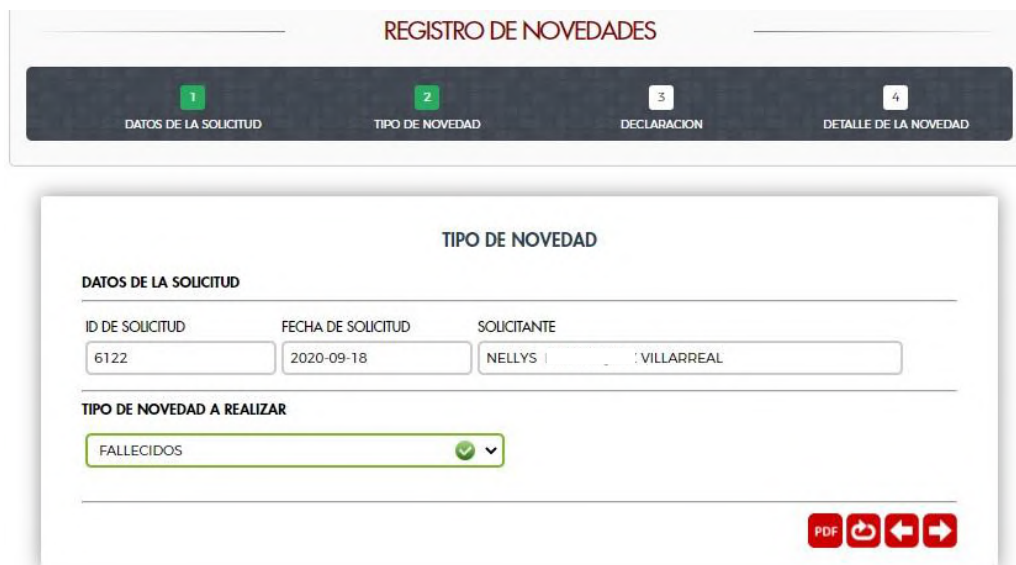 REGISTRO DE NOVEDADES
1 2 3 4
DATOS DE LA SOLICITUD TIPO DE NOVEDAD DECLARACION DETALLE DE LA NOVEDAD
TIPO DE NOVEDAD
DATOS DE LA SOLICITUD
ID DE SOLICITUD FECHA DE SOLICITUD SOLICITANTE
6122 2020-09-18 NELLYS VILLARREAL
TIPO DE NOVEDAD A REALIZAR
FALLECIDOS
PDF